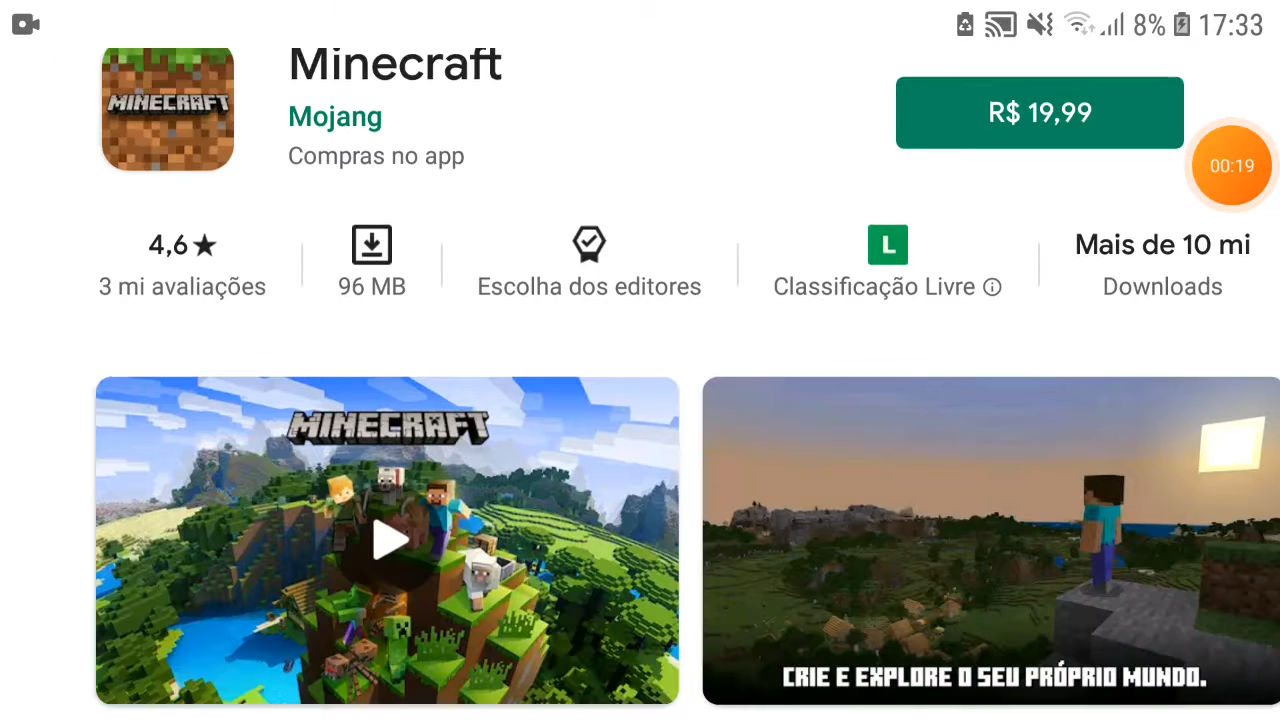 8% 17:33
Minecraft
MINECRAFT
Mojang
R$ 19,99
Compras no app
00:19
4,6★
L
Mais de 10 mi
3 mi avaliações
96 MB
Escolha dos editores
Classificação Livre
Downloads
MINECRAFT
CRIE E EXPLORE O SEU PRÓPRIO MUNDO.